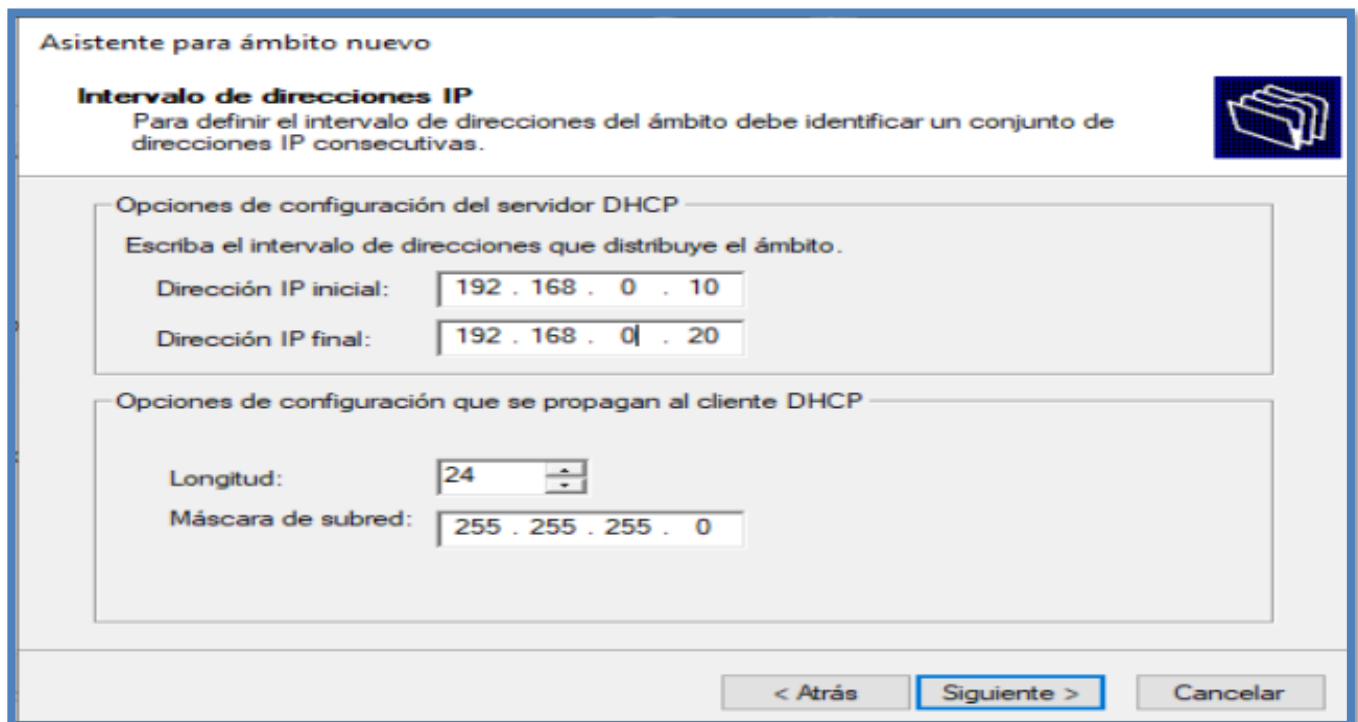 Asistente para ámbito nuevo
Intervalo de direcciones IP
Para definir el intervalo de direcciones del ámbito debe identificar un conjunto de
direcciones IP consecutivas.
Opciones de configuración del servidor DHCP
Escriba el intervalo de direcciones que distribuye el ámbito.
Dirección IP inicial: 192 . 168 . 0 . 10
Dirección IP final: 192 . 168 . 0 . 20
Opciones de configuración que se propagan al cliente DHCP
Longitud: 24
Máscara de subred: 255 . 255 . 255 . 0
< Atrás Siguiente > Cancelar